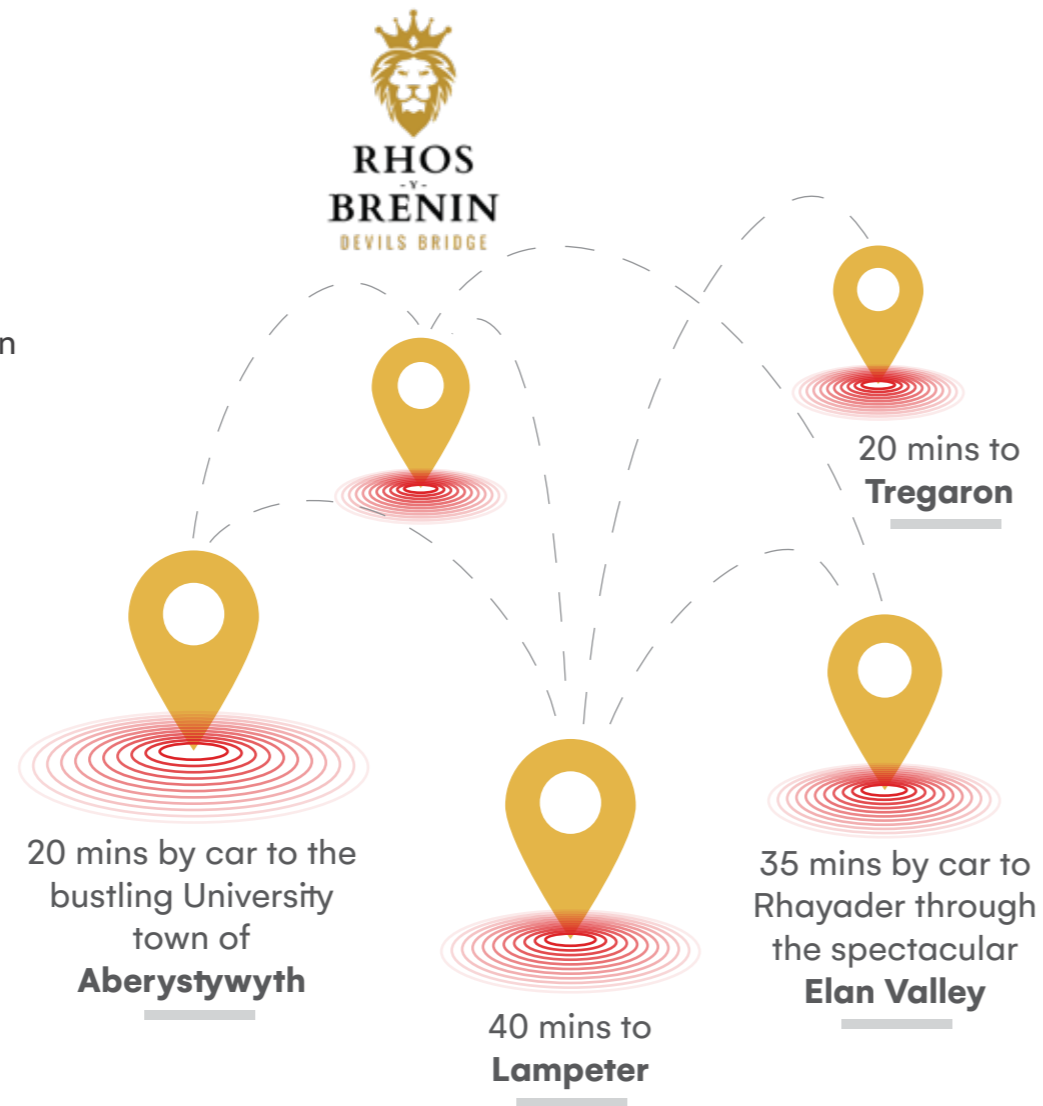 RHOS
-Y-
BRENIN
DEVILS BRIDGE
n
20 mins to
Tregaron
20 mins by car to the
bustling University
town of
Aberystywyth
40 mins to
Lampeter
35 mins by car to
Rhayader through
the spectacular
Elan Valley